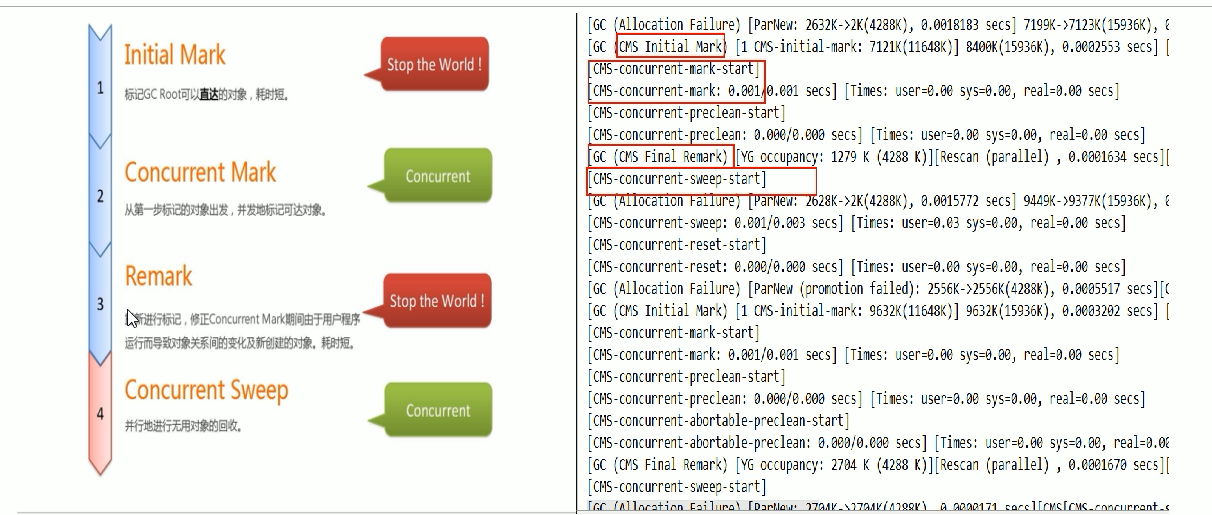 1
Initial Mark
Stop the World !
标记GC Root可以直达的对象，耗时短。
2
Concurrent Mark
Concurrent
从第一步标记的对象出发，并发地标记可达对象。
3
Remark
Stop the World !
新进行标记，修正Concurrent Mark期间由于用户程序
运行而导致对象关系间的变化及新创建的对象。耗时短。
4
Concurrent Sweep
Concurrent
并行地进行无用对象的回收。
[GC (Allocation Failure) [ParNew: 2632K->2K(4288K), 0.0018183 secs] 7199K->7123K(15936K), 0
[GC (CMS Initial Mark) [1 CMS-initial-mark: 7121K(11648K)] 8400K(15936K), 0.0002553 secs] [
[CMS-concurrent-mark-start]
[CMS-concurrent-mark: 0.001/0.001 secs] [Times: user=0.00 sys=0.00, real=0.00 secs]
[CMS-concurrent-preclean-start]
[CMS-concurrent-preclean: 0.000/0.000 secs] [Times: user=0.00 sys=0.00, real=0.00 secs]
[GC (CMS Final Remark) [YG occupancy: 1279 K (4288 K)][Rescan (parallel) , 0.0001634 secs][
[CMS-concurrent-sweep-start]
[GC (Allocation Failure) [ParNew: 2628K->2K(4288K), 0.0015772 secs] 9449K->9377K(15936K), 0
[CMS-concurrent-sweep: 0.001/0.003 secs] [Times: user=0.03 sys=0.00, real=0.00 secs]
[CMS-concurrent-reset-start]
[CMS-concurrent-reset: 0.000/0.000 secs] [Times: user=0.00 sys=0.00, real=0.00 secs]
[GC (Allocation Failure) [ParNew (promotion failed): 2556K->2556K(4288K), 0.0005517 secs][C
[GC (CMS Initial Mark) [1 CMS-initial-mark: 9632K(11648K)] 9632K(15936K), 0.0003202 secs] [
[CMS-concurrent-mark-start]
[CMS-concurrent-mark: 0.001/0.001 secs] [Times: user=0.00 sys=0.00, real=0.00 secs]
[CMS-concurrent-preclean-start]
[CMS-concurrent-preclean: 0.000/0.000 secs] [Times: user=0.00 sys=0.00, real=0.00 secs]
[CMS-concurrent-abortable-preclean-start]
[CMS-concurrent-abortable-preclean: 0.000/0.000 secs] [Times: user=0.00 sys=0.00, real=0.00
[GC (CMS Final Remark) [YG occupancy: 2704 K (4288 K)][Rescan (parallel) , 0.0001670 secs][
[CMS-concurrent-sweep-start]
[GC (Allocation Failure) [ParNew: 2704K->2704K(4288K), 0.0000171 secs][CMS[CMS-concurrent-s